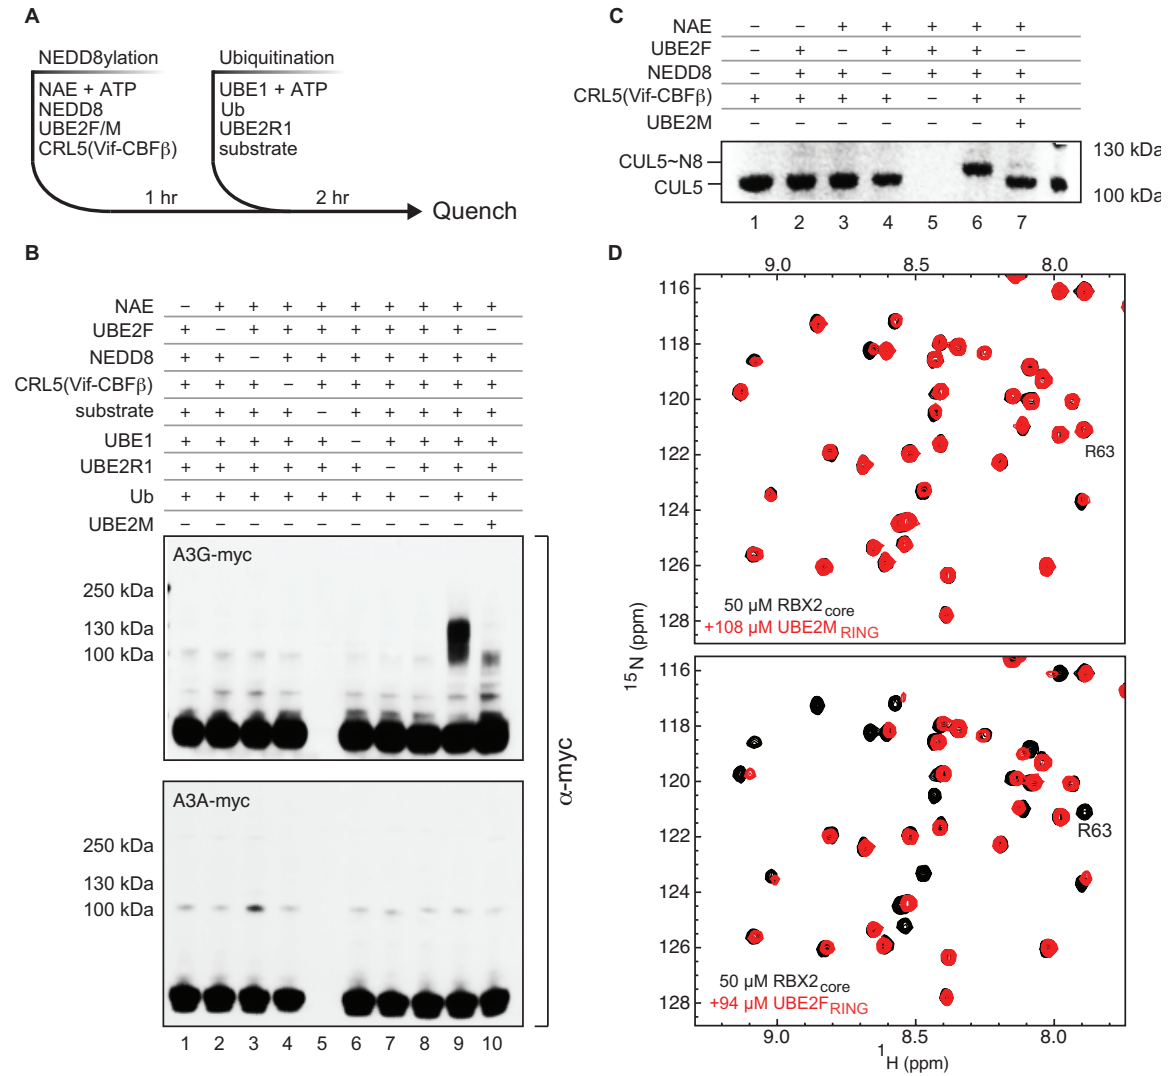 A
NEDD8ylation
NAE + ATP
NEDD8
UBE2F/M
CRL5(Vif-CBFβ)
1 hr
Ubiquitination
UBE1 + ATP
Ub
UBE2R1
substrate
2 hr
Quench
B
NAE – + + + + + + + + +
UBE2F + – + + + + + + + –
NEDD8 + + – + + + + + + +
CRL5(Vif-CBFβ) + + + – + + + + + +
substrate + + + + – + + + + +
UBE1 + + + + + – + + + +
UBE2R1 + + + + + + – + + +
Ub + + + + + + + – + +
UBE2M – – – – – – – – – +
A3G-myc
250 kDa
130 kDa
100 kDa
A3A-myc
250 kDa
130 kDa
100 kDa
1 2 3 4 5 6 7 8 9 10
α-myc
C
NAE – – + + + + +
UBE2F – + – + + + –
NEDD8 – + + – + + +
CRL5(Vif-CBFβ) + + + + – + +
UBE2M – – – – – – +
CUL5~N8
CUL5
130 kDa
100 kDa
1 2 3 4 5 6 7
D
9.0 8.5 8.0
116
118
120
122
124
126
128
R63
50 µM RBX2core
+108 µM UBE2MRING
15N (ppm)
116
118
120
122
124
126
128
R63
50 µM RBX2core
+94 µM UBE2FRING
9.0 8.5 8.0
1H (ppm)